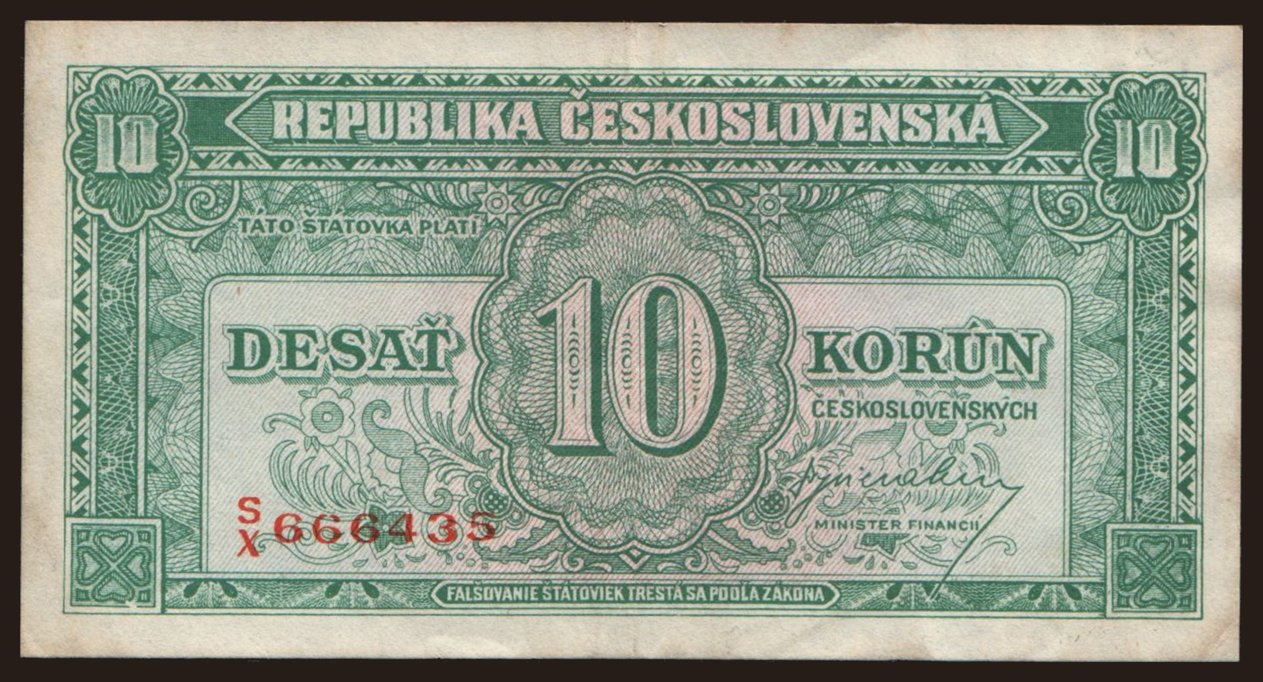 REPUBLIKA ČESKOSLOVENSKÁ
10 10
TÁTO ŠTÁTOVKA PLATÍ
DESAŤ 10 KORÚN
ČESKOSLOVENSKÝCH
S/X 666435
MINISTER FINANCIÍ
FALŠOVANIE ŠTÁTOVIEK TRESTÁ SA PODĽA ZÁKONA